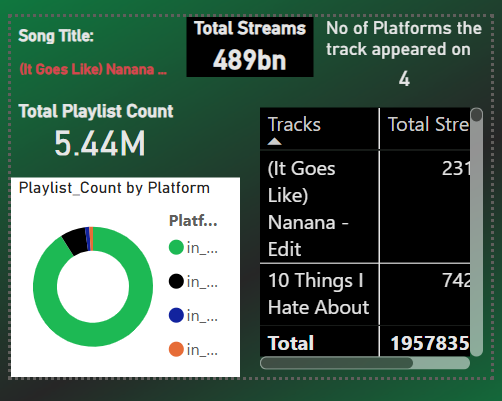 Song Title:
(It Goes Like) Nanana ...
Total Streams
489bn
No of Platforms the
track appeared on
4
Total Playlist Count
5.44M
Playlist_Count by Platform
Platf...
in_...
in_...
in_...
in_...
Tracks
Total Stre
(It Goes
Like)
Nanana -
Edit
231
10 Things I
Hate About
742
Total
1957835